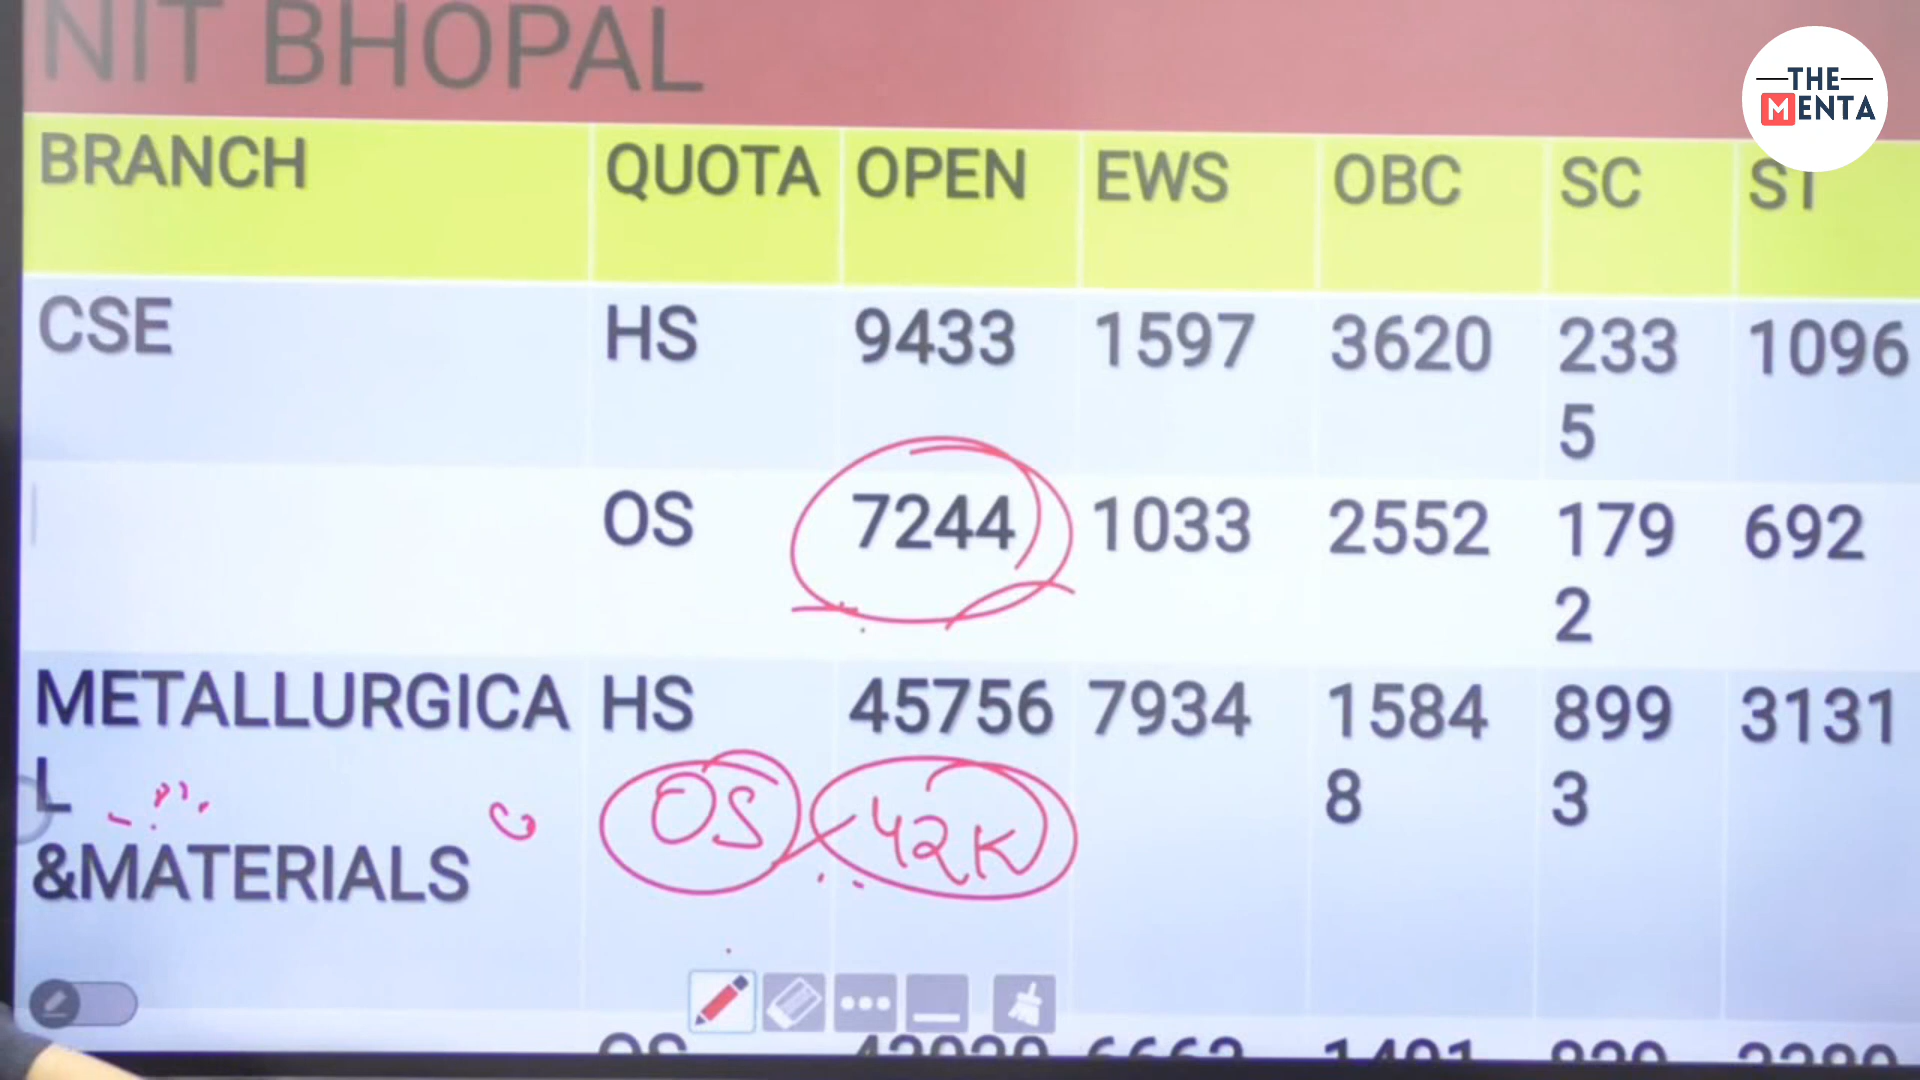 NIT BHOPAL
THE
MENTA
BRANCH QUOTA OPEN EWS OBC SC ST
CSE HS 9433 1597 3620 233 1096
5
OS 7244 1033 2552 179 692
2
METALLURGICA HS 45756 7934 1584 899 3131
L OS 42K 8 3
&MATERIALS
OS